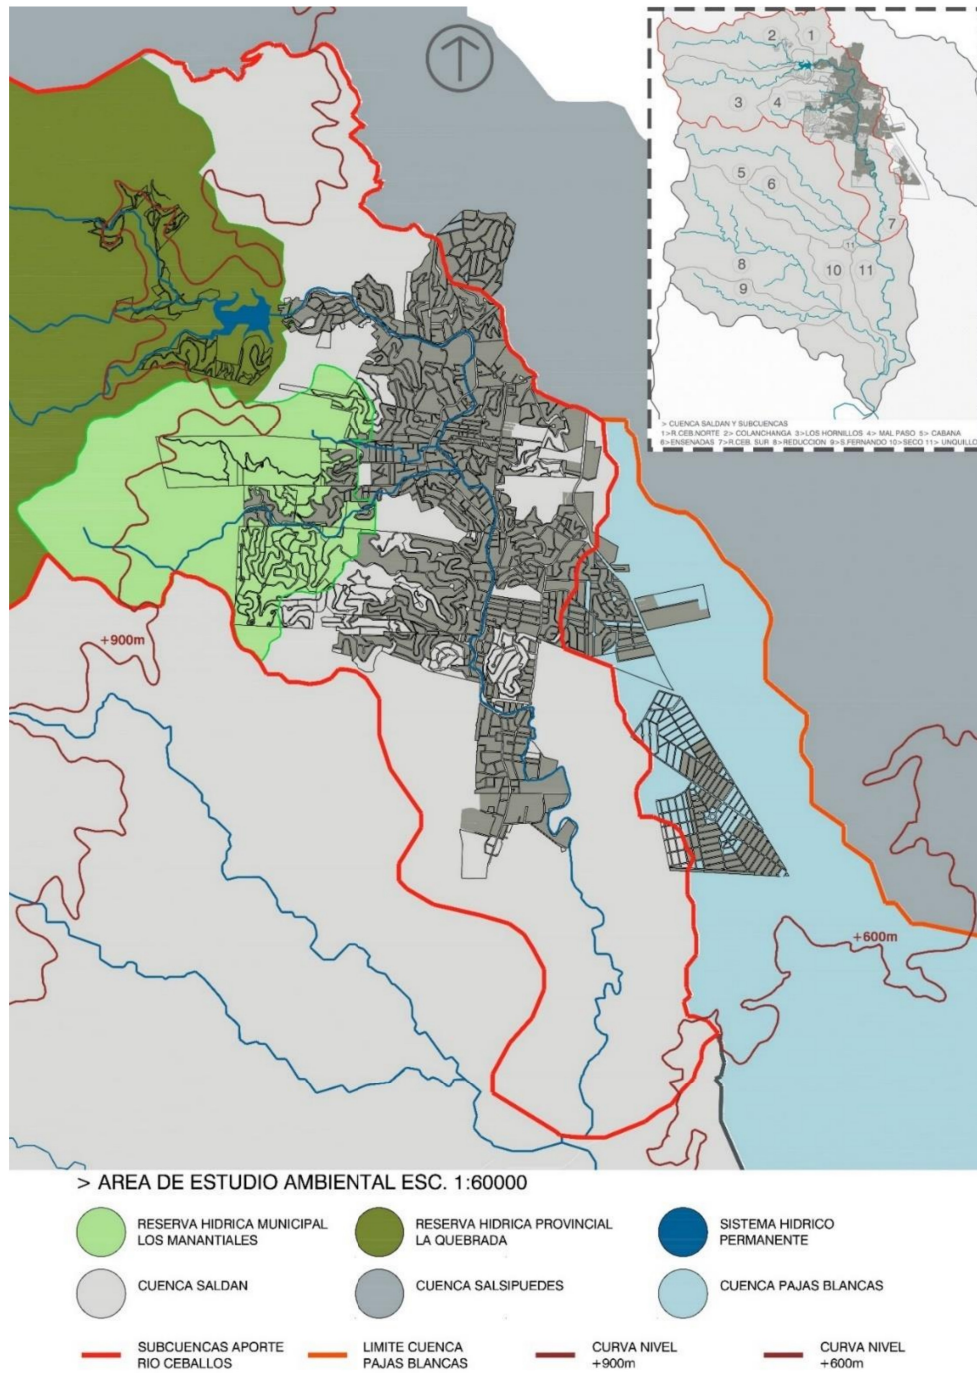 2
1
3
4
5
6
7
11
8
10
11
9
> CUENCA SALDAN Y SUBCUENCAS
1>R.CEB.NORTE 2> COLANCHANGA 3>LOS HORNILLOS 4> MAL PASO 5> CABANA
6>ENSENADAS 7>R.CEB. SUR 8>REDUCCION 9>S.FERNANDO 10>SECO 11> UNQUILLO
+900m
+600m
> AREA DE ESTUDIO AMBIENTAL ESC. 1:60000
RESERVA HIDRICA MUNICIPAL
LOS MANANTIALES
RESERVA HIDRICA PROVINCIAL
LA QUEBRADA
SISTEMA HIDRICO
PERMANENTE
CUENCA SALDAN
CUENCA SALSIPUEDES
CUENCA PAJAS BLANCAS
SUBCUENCAS APORTE
RIO CEBALLOS
LIMITE CUENCA
PAJAS BLANCAS
CURVA NIVEL
+900m
CURVA NIVEL
+600m